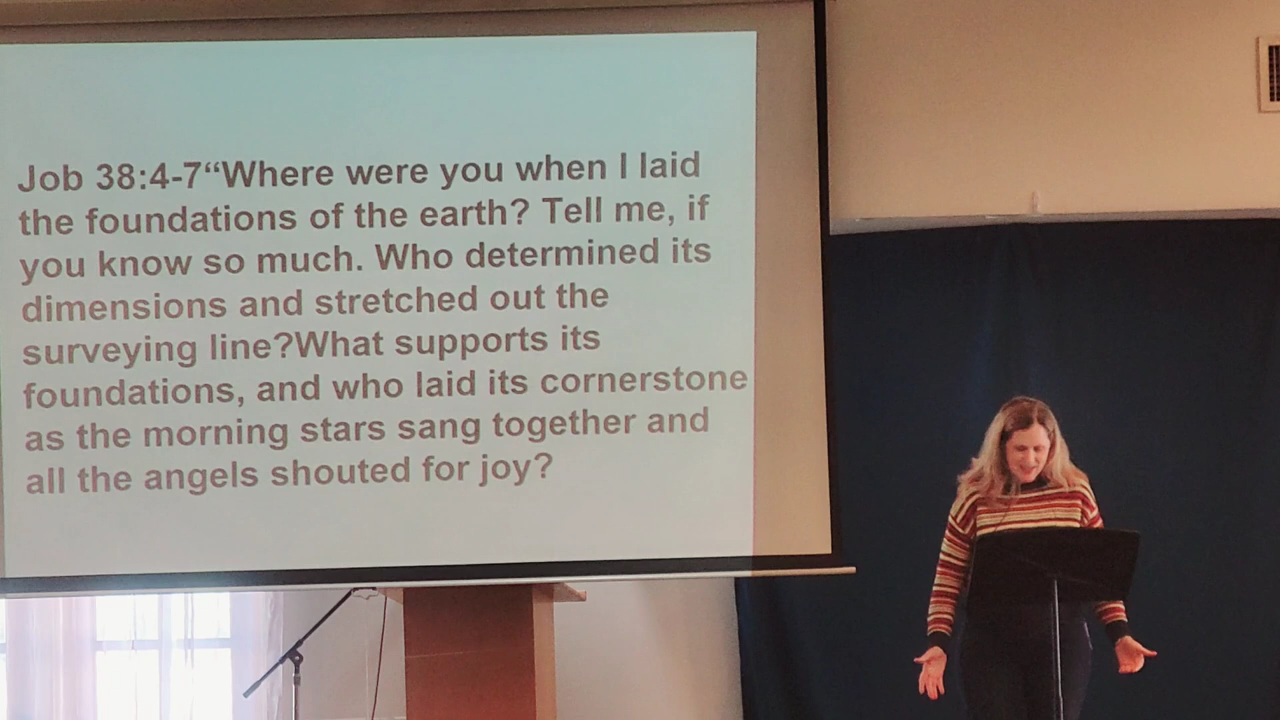 Job 38:4-7“Where were you when I laid
the foundations of the earth? Tell me, if
you know so much. Who determined its
dimensions and stretched out the
surveying line?What supports its
foundations, and who laid its cornerstone
as the morning stars sang together and
all the angels shouted for joy?